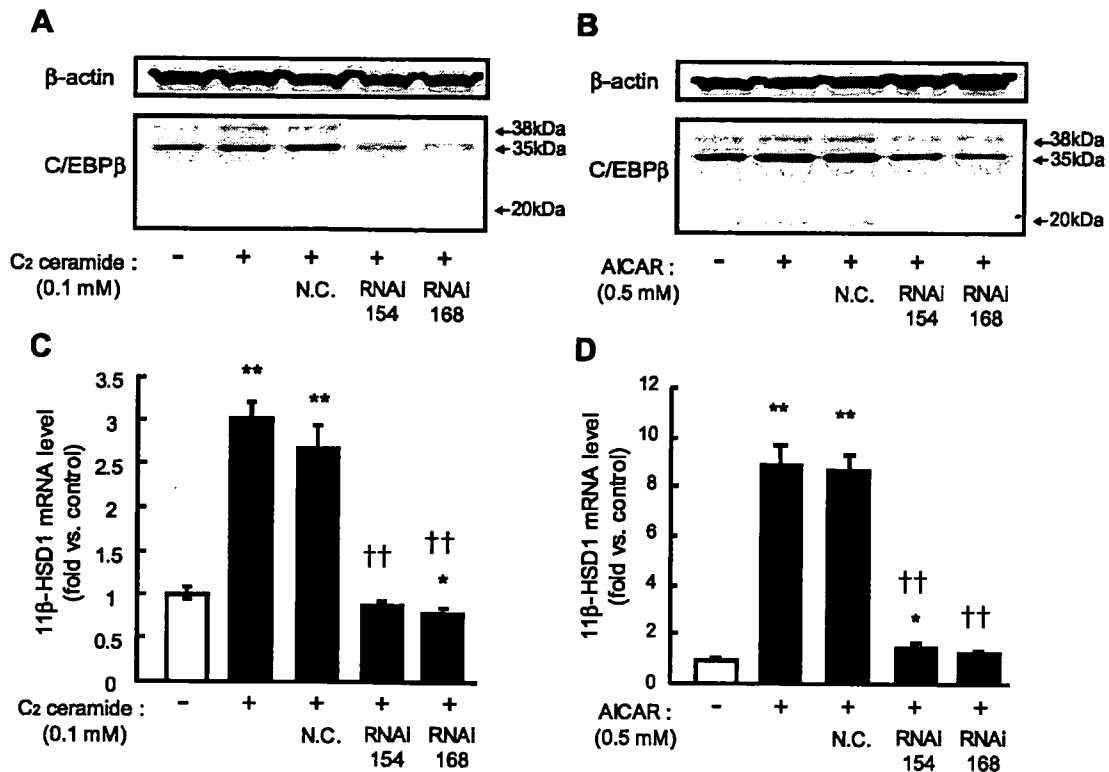 A
β-actin
C/EBPβ
←38kDa
←35kDa
←20kDa
C2 ceramide : - + + + +
(0.1 mM) N.C. RNAi RNAi
154 168
B
β-actin
C/EBPβ
←38kDa
←35kDa
←20kDa
AICAR : - + + + +
(0.5 mM) N.C. RNAi RNAi
154 168
C
11β-HSD1 mRNA level
(fold vs. control)
3.5
3
2.5
2
1.5
1
0.5
0
**
**
††
††
*
C2 ceramide : - + + + +
(0.1 mM) N.C. RNAi RNAi
154 168
D
11β-HSD1 mRNA level
(fold vs. control)
12
10
8
6
4
2
0
**
**
††
*
††
AICAR : - + + + +
(0.5 mM) N.C. RNAi RNAi
154 168